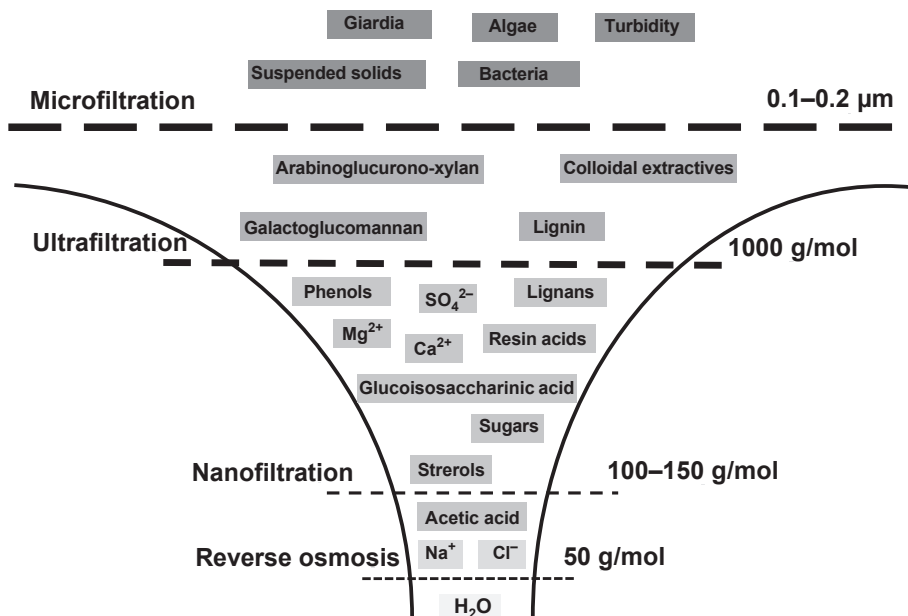 Giardia
Algae
Turbidity
Suspended solids
Bacteria
Microfiltration
0.1–0.2 µm
Arabinoglucurono-xylan
Colloidal extractives
Galactoglucomannan
Lignin
Ultrafiltration
1000 g/mol
Phenols
SO₄²⁻
Lignans
Mg²⁺
Ca²⁺
Resin acids
Glucoisosaccharinic acid
Sugars
Nanofiltration
Strerols
100–150 g/mol
Acetic acid
Reverse osmosis
Na⁺
Cl⁻
50 g/mol
H₂O